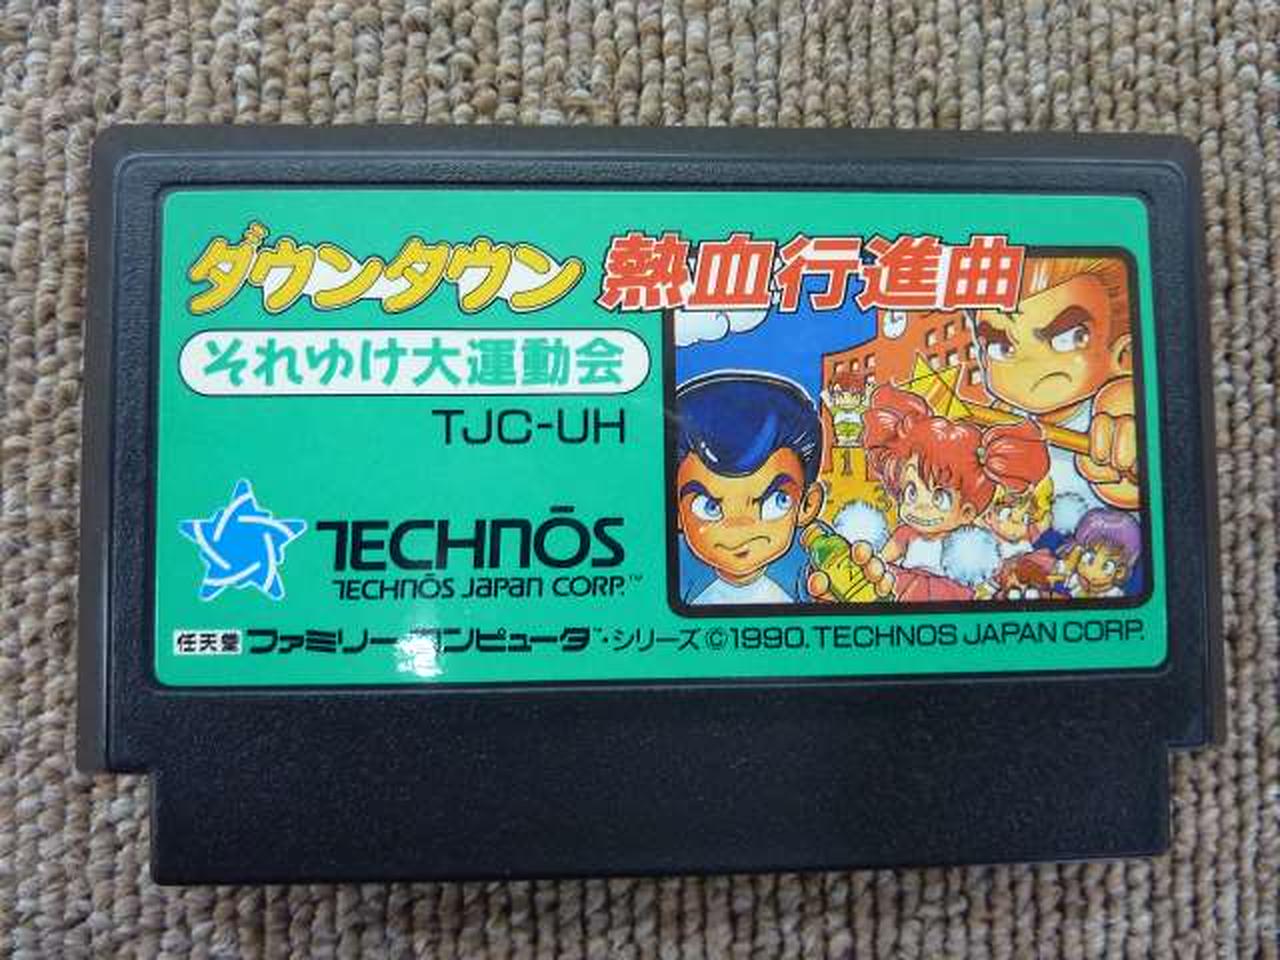 ダウンタウン 熱血行進曲
それゆけ大運動会
TJC-UH
TECHNŌS
TECHNŌS JAPAN CORP.™
任天堂 ファミリーコンピュータ™・シリーズ ©1990. TECHNOS JAPAN CORP.